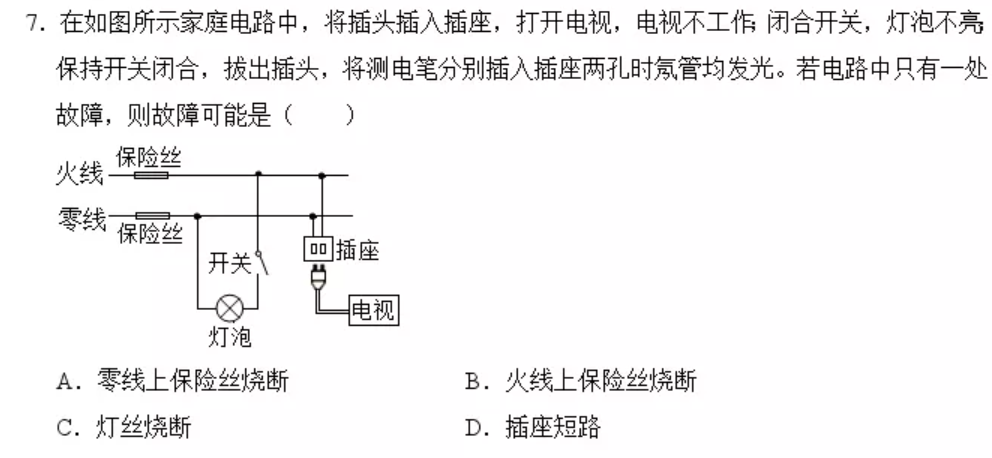 7．在如图所示家庭电路中，将插头插入插座，打开电视，电视不工作；闭合开关，灯泡不亮；
保持开关闭合，拔出插头，将测电笔分别插入插座两孔时氖管均发光。若电路中只有一处
故障，则故障可能是（　　）
保险丝
火线
零线
保险丝
开关
插座
电视
灯泡
A．零线上保险丝烧断　B．火线上保险丝烧断
C．灯丝烧断　D．插座短路